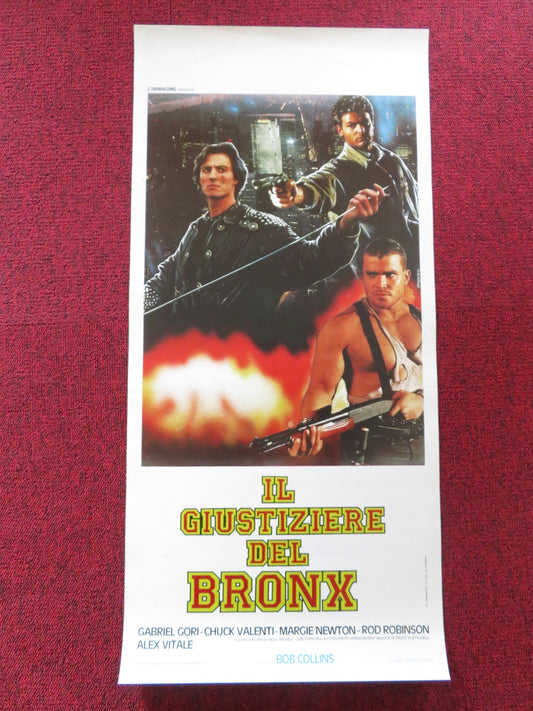 L'IMMAGINE
IL
GIUSTIZIERE
DEL
BRONX
GABRIEL GORI - CHUCK VALENTI - MARGIE NEWTON - ROD ROBINSON
ALEX VITALE
BOB COLLINS